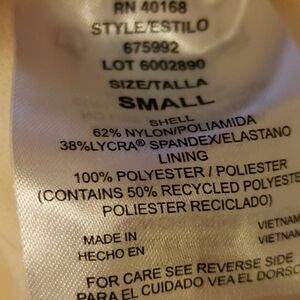 RN 40168
STYLE/ESTILO
675992
LOT 6002890
SIZE/TALLA
SMALL
SHELL
62% NYLON/POLIAMIDA
38%LYCRA® SPANDEX/ELASTANO
LINING
100% POLYESTER / POLIESTER
(CONTAINS 50% RECYCLED POLYESTE
POLIESTER RECICLADO)
MADE IN VIETNAM
HECHO EN VIETNAM
FOR CARE SEE REVERSE SIDE
PARA EL CUIDADO VEA EL DORSO